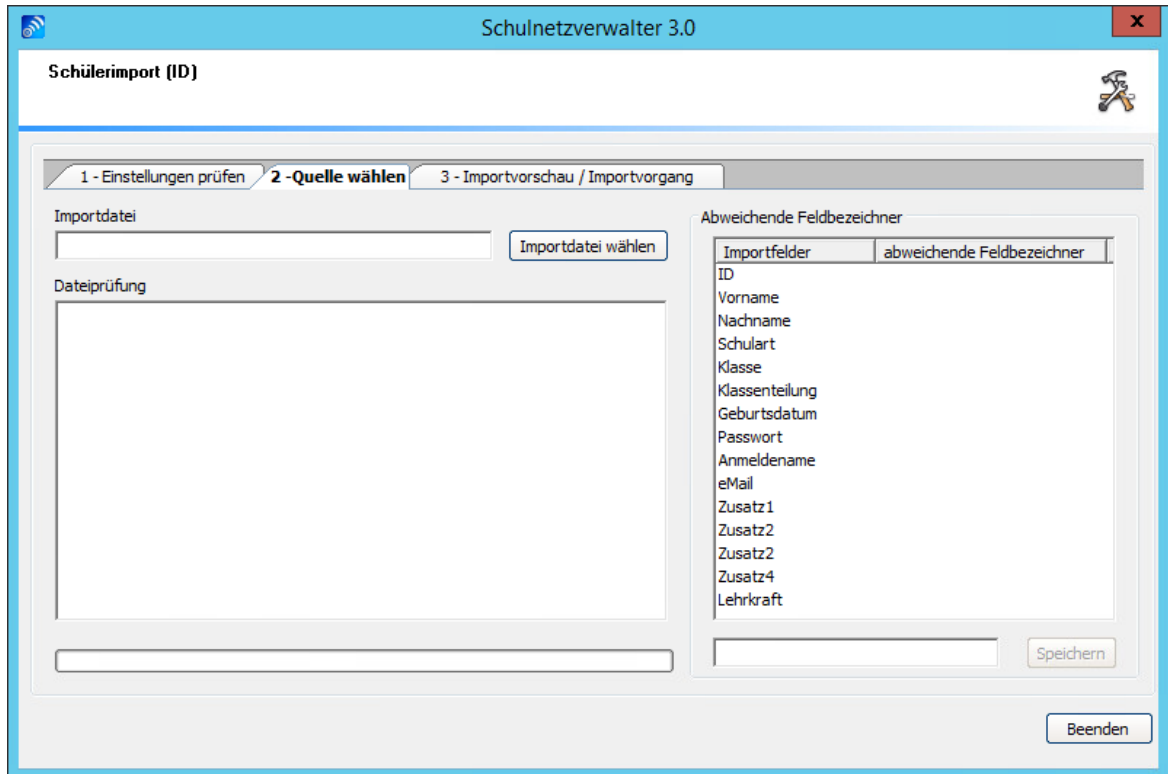 Schulnetzverwalter 3.0
x
Schülerimport (ID)
1 - Einstellungen prüfen
2 -Quelle wählen
3 - Importvorschau / Importvorgang
Importdatei
Importdatei wählen
Dateiprüfung
Abweichende Feldbezeichner
Importfelder abweichende Feldbezeichner
ID
Vorname
Nachname
Schulart
Klasse
Klassenteilung
Geburtsdatum
Passwort
Anmeldename
eMail
Zusatz1
Zusatz2
Zusatz2
Zusatz4
Lehrkraft
Speichern
Beenden